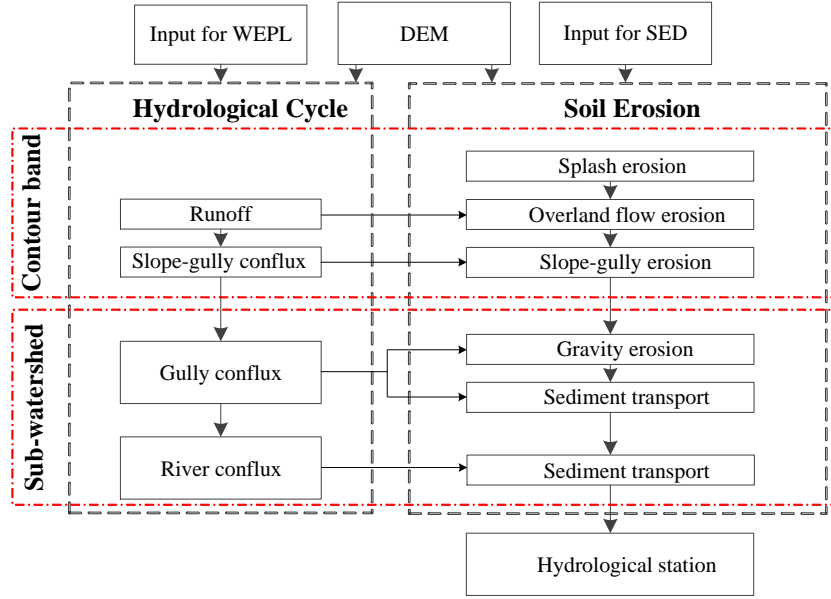 Input for WEPL
DEM
Input for SED
Hydrological Cycle
Soil Erosion
Contour band
Splash erosion
Runoff
Overland flow erosion
Slope-gully conflux
Slope-gully erosion
Sub-watershed
Gully conflux
Gravity erosion
Sediment transport
River conflux
Sediment transport
Hydrological station